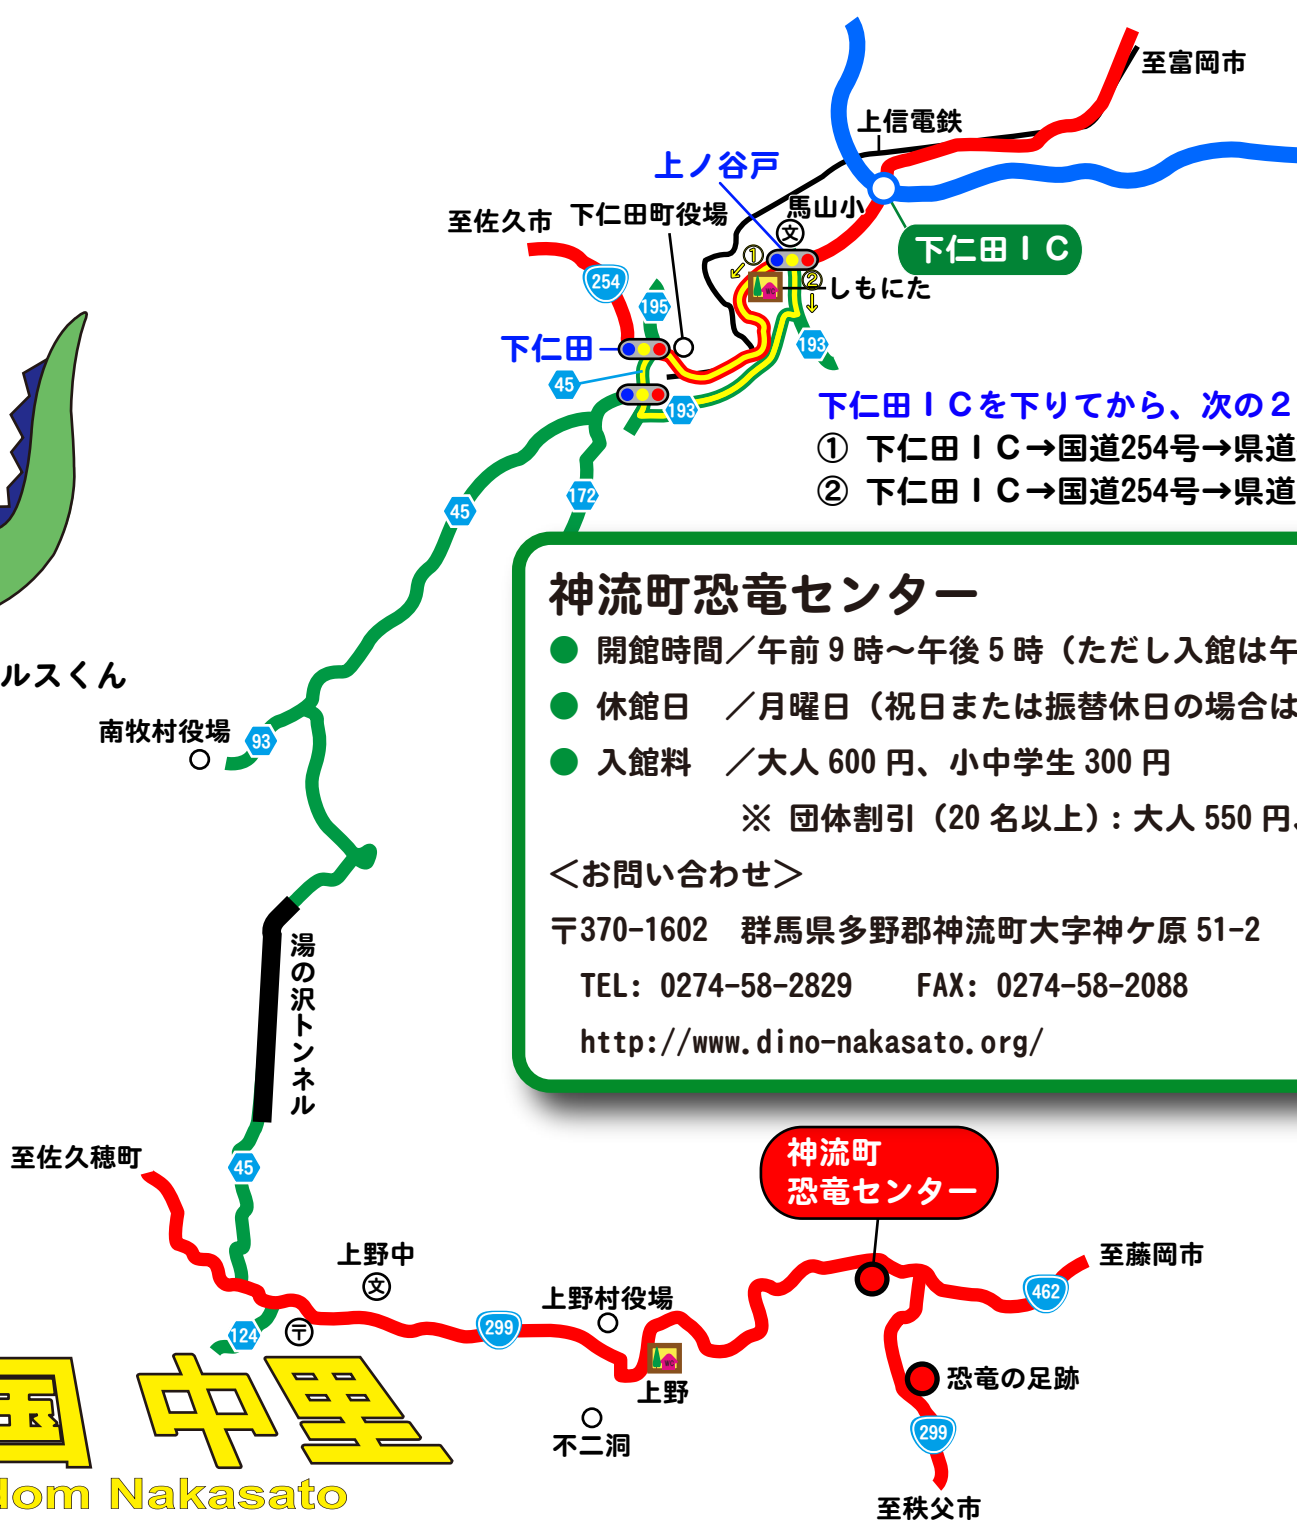 至富岡市
上信電鉄
上ノ谷戸
馬山小
文
至佐久市
下仁田町役場
下仁田ＩＣ
①
②
しもにた
254
195
193
下仁田
45
193
下仁田ＩＣを下りてから、次の２
① 下仁田ＩＣ→国道254号→県道
② 下仁田ＩＣ→国道254号→県道
172
45
神流町恐竜センター
● 開館時間／午前 9 時～午後 5 時（ただし入館は午
● 休館日　／月曜日（祝日または振替休日の場合は
● 入館料　／大人 600 円、小中学生 300 円
※ 団体割引（20 名以上）: 大人 550 円、
＜お問い合わせ＞
〒370-1602　群馬県多野郡神流町大字神ケ原 51-2
TEL: 0274-58-2829　FAX: 0274-58-2088
http://www.dino-nakasato.org/
ルスくん
南牧村役場
93
湯の沢トンネル
至佐久穂町
45
神流町
恐竜センター
上野中
文
至藤岡市
462
上野村役場
299
124
〒
上野
恐竜の足跡
不二洞
299
至秩父市
国 中里
dom Nakasato